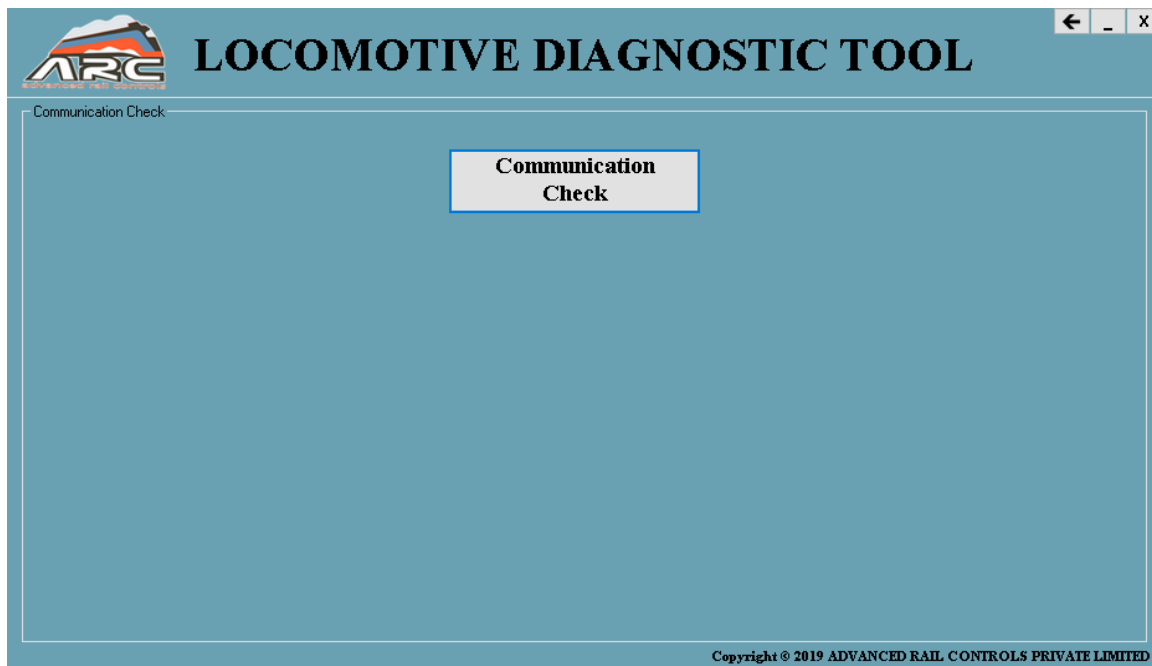 ARC
advanced rail controls
LOCOMOTIVE DIAGNOSTIC TOOL
_ X
Communication Check
Communication
Check
Copyright © 2019 ADVANCED RAIL CONTROLS PRIVATE LIMITED